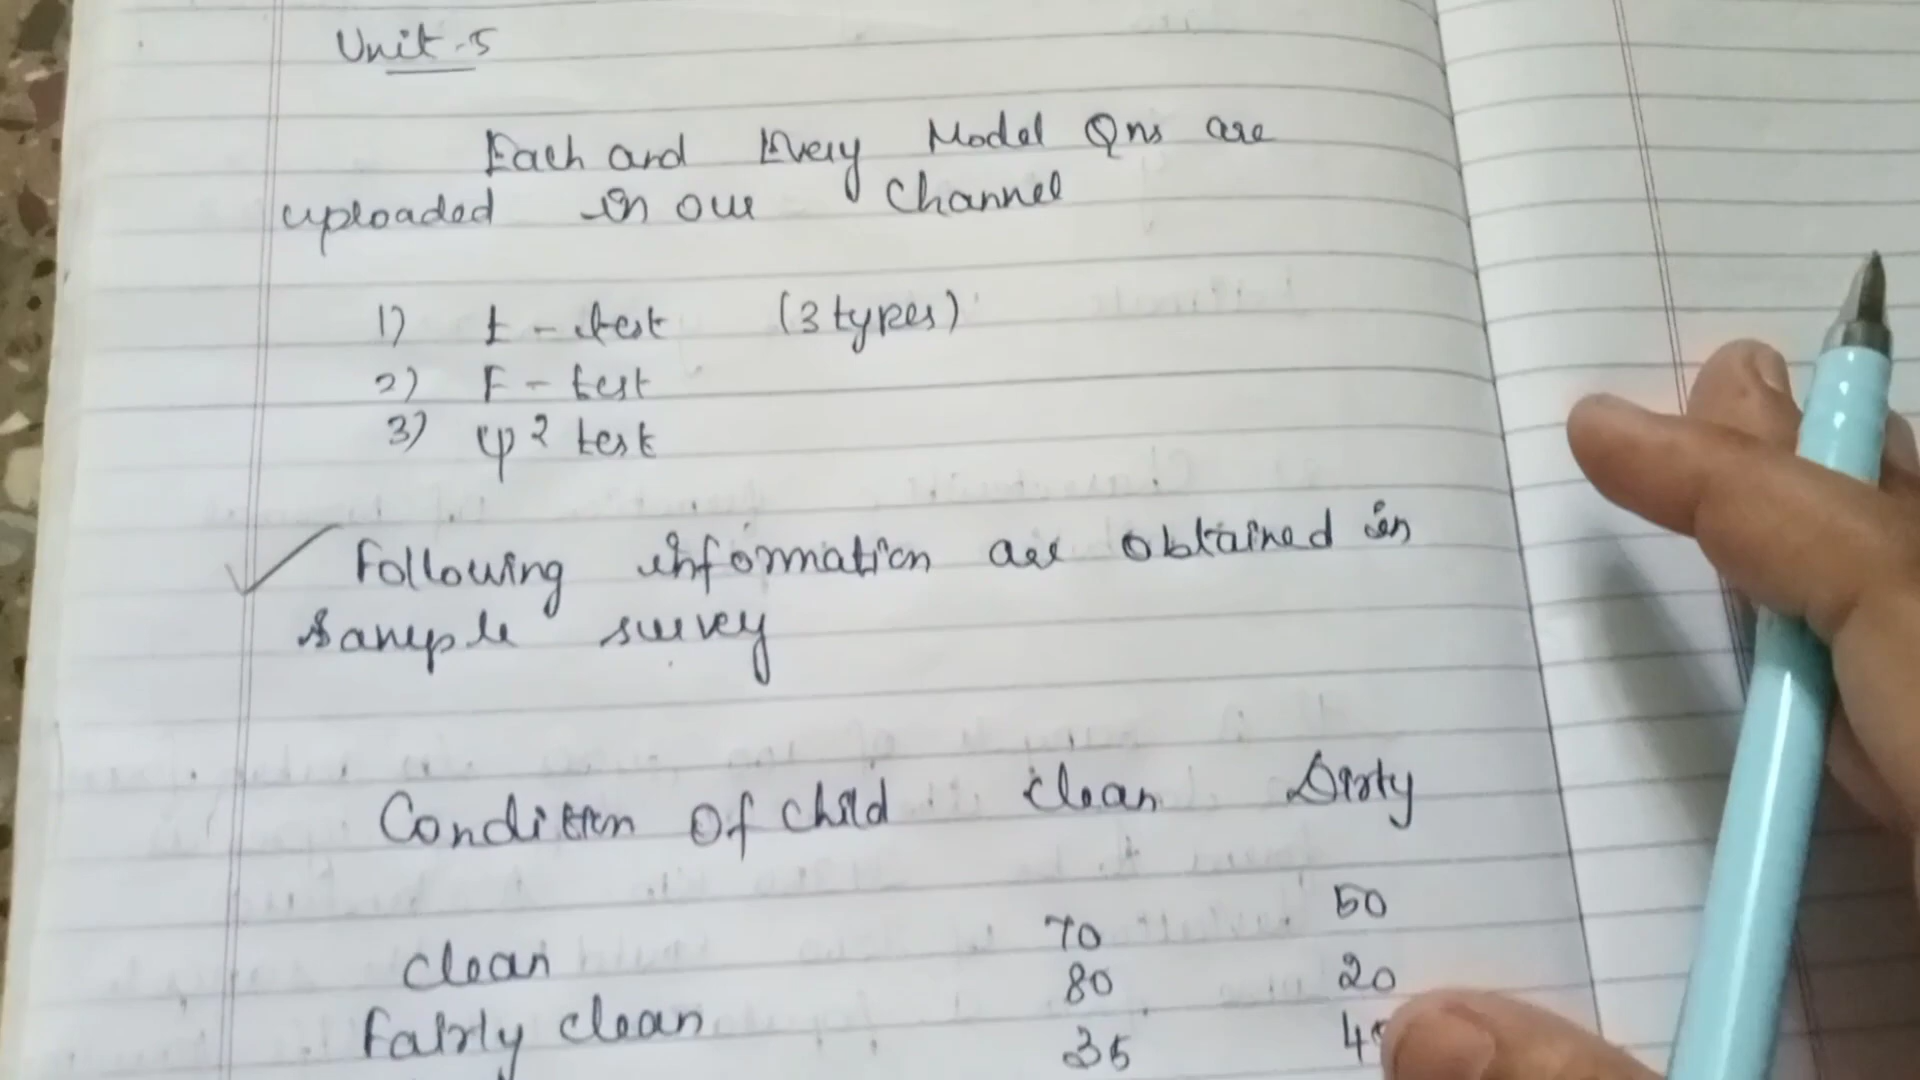 Unit-5
Each and Every Model Qns are
uploaded in our Channel
1) t - test (3 types)
2) F - test
3) ψ² test
Following information are obtained in
sample survey
Condition of Child clean Dirty
clean 70 50
Fairly clean 80 20
35